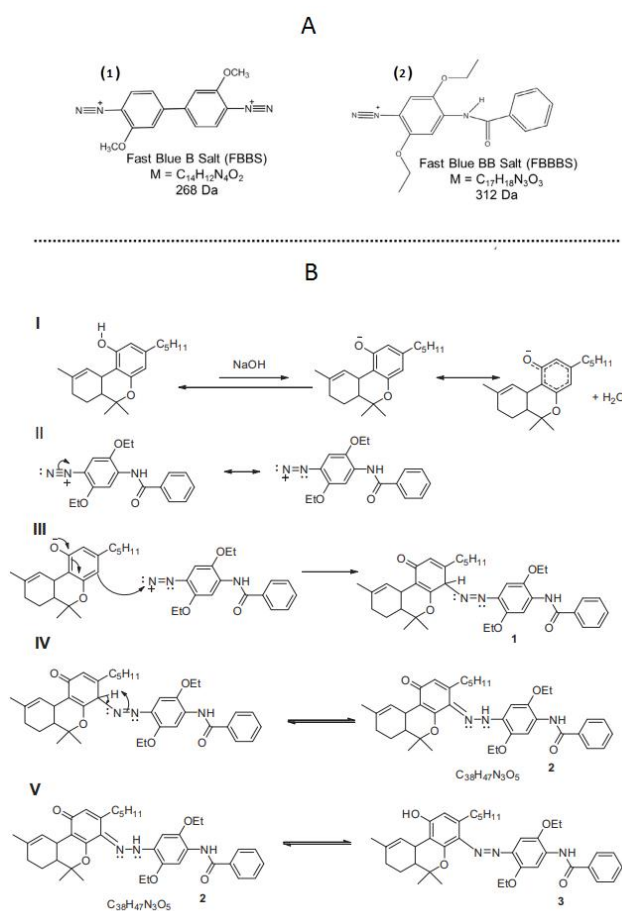 A
(1)
(2)
OCH₃
N≡N⁺
⁺N≡N
H₃CO
Fast Blue B Salt (FBBS)
M = C₁₄H₁₂N₄O₂
268 Da
O
N≡N⁺
H
N
O
O
Fast Blue BB Salt (FBBBS)
M = C₁₇H₁₈N₃O₃
312 Da
B
I
H
O
C₅H₁₁
O
NaOH
O⁻
C₅H₁₁
O
O⁻
C₅H₁₁
O
+ H₂O
II
OEt
: N≡N⁺
NH
EtO
O
OEt
: N=N
+
NH
EtO
O
III
O⁻
C₅H₁₁
O
OEt
: N=N
+
NH
EtO
O
O
C₅H₁₁
H
O
N=N
OEt
NH
EtO
O
1
IV
O
C₅H₁₁
H
O
N=N
OEt
NH
EtO
O
O
C₅H₁₁
O
H
N–N
OEt
NH
EtO
O
2
C₃₈H₄₇N₃O₅
V
O
C₅H₁₁
O
H
N–N
OEt
NH
EtO
O
C₃₈H₄₇N₃O₅
2
HO
C₅H₁₁
O
N=N
OEt
NH
EtO
O
3